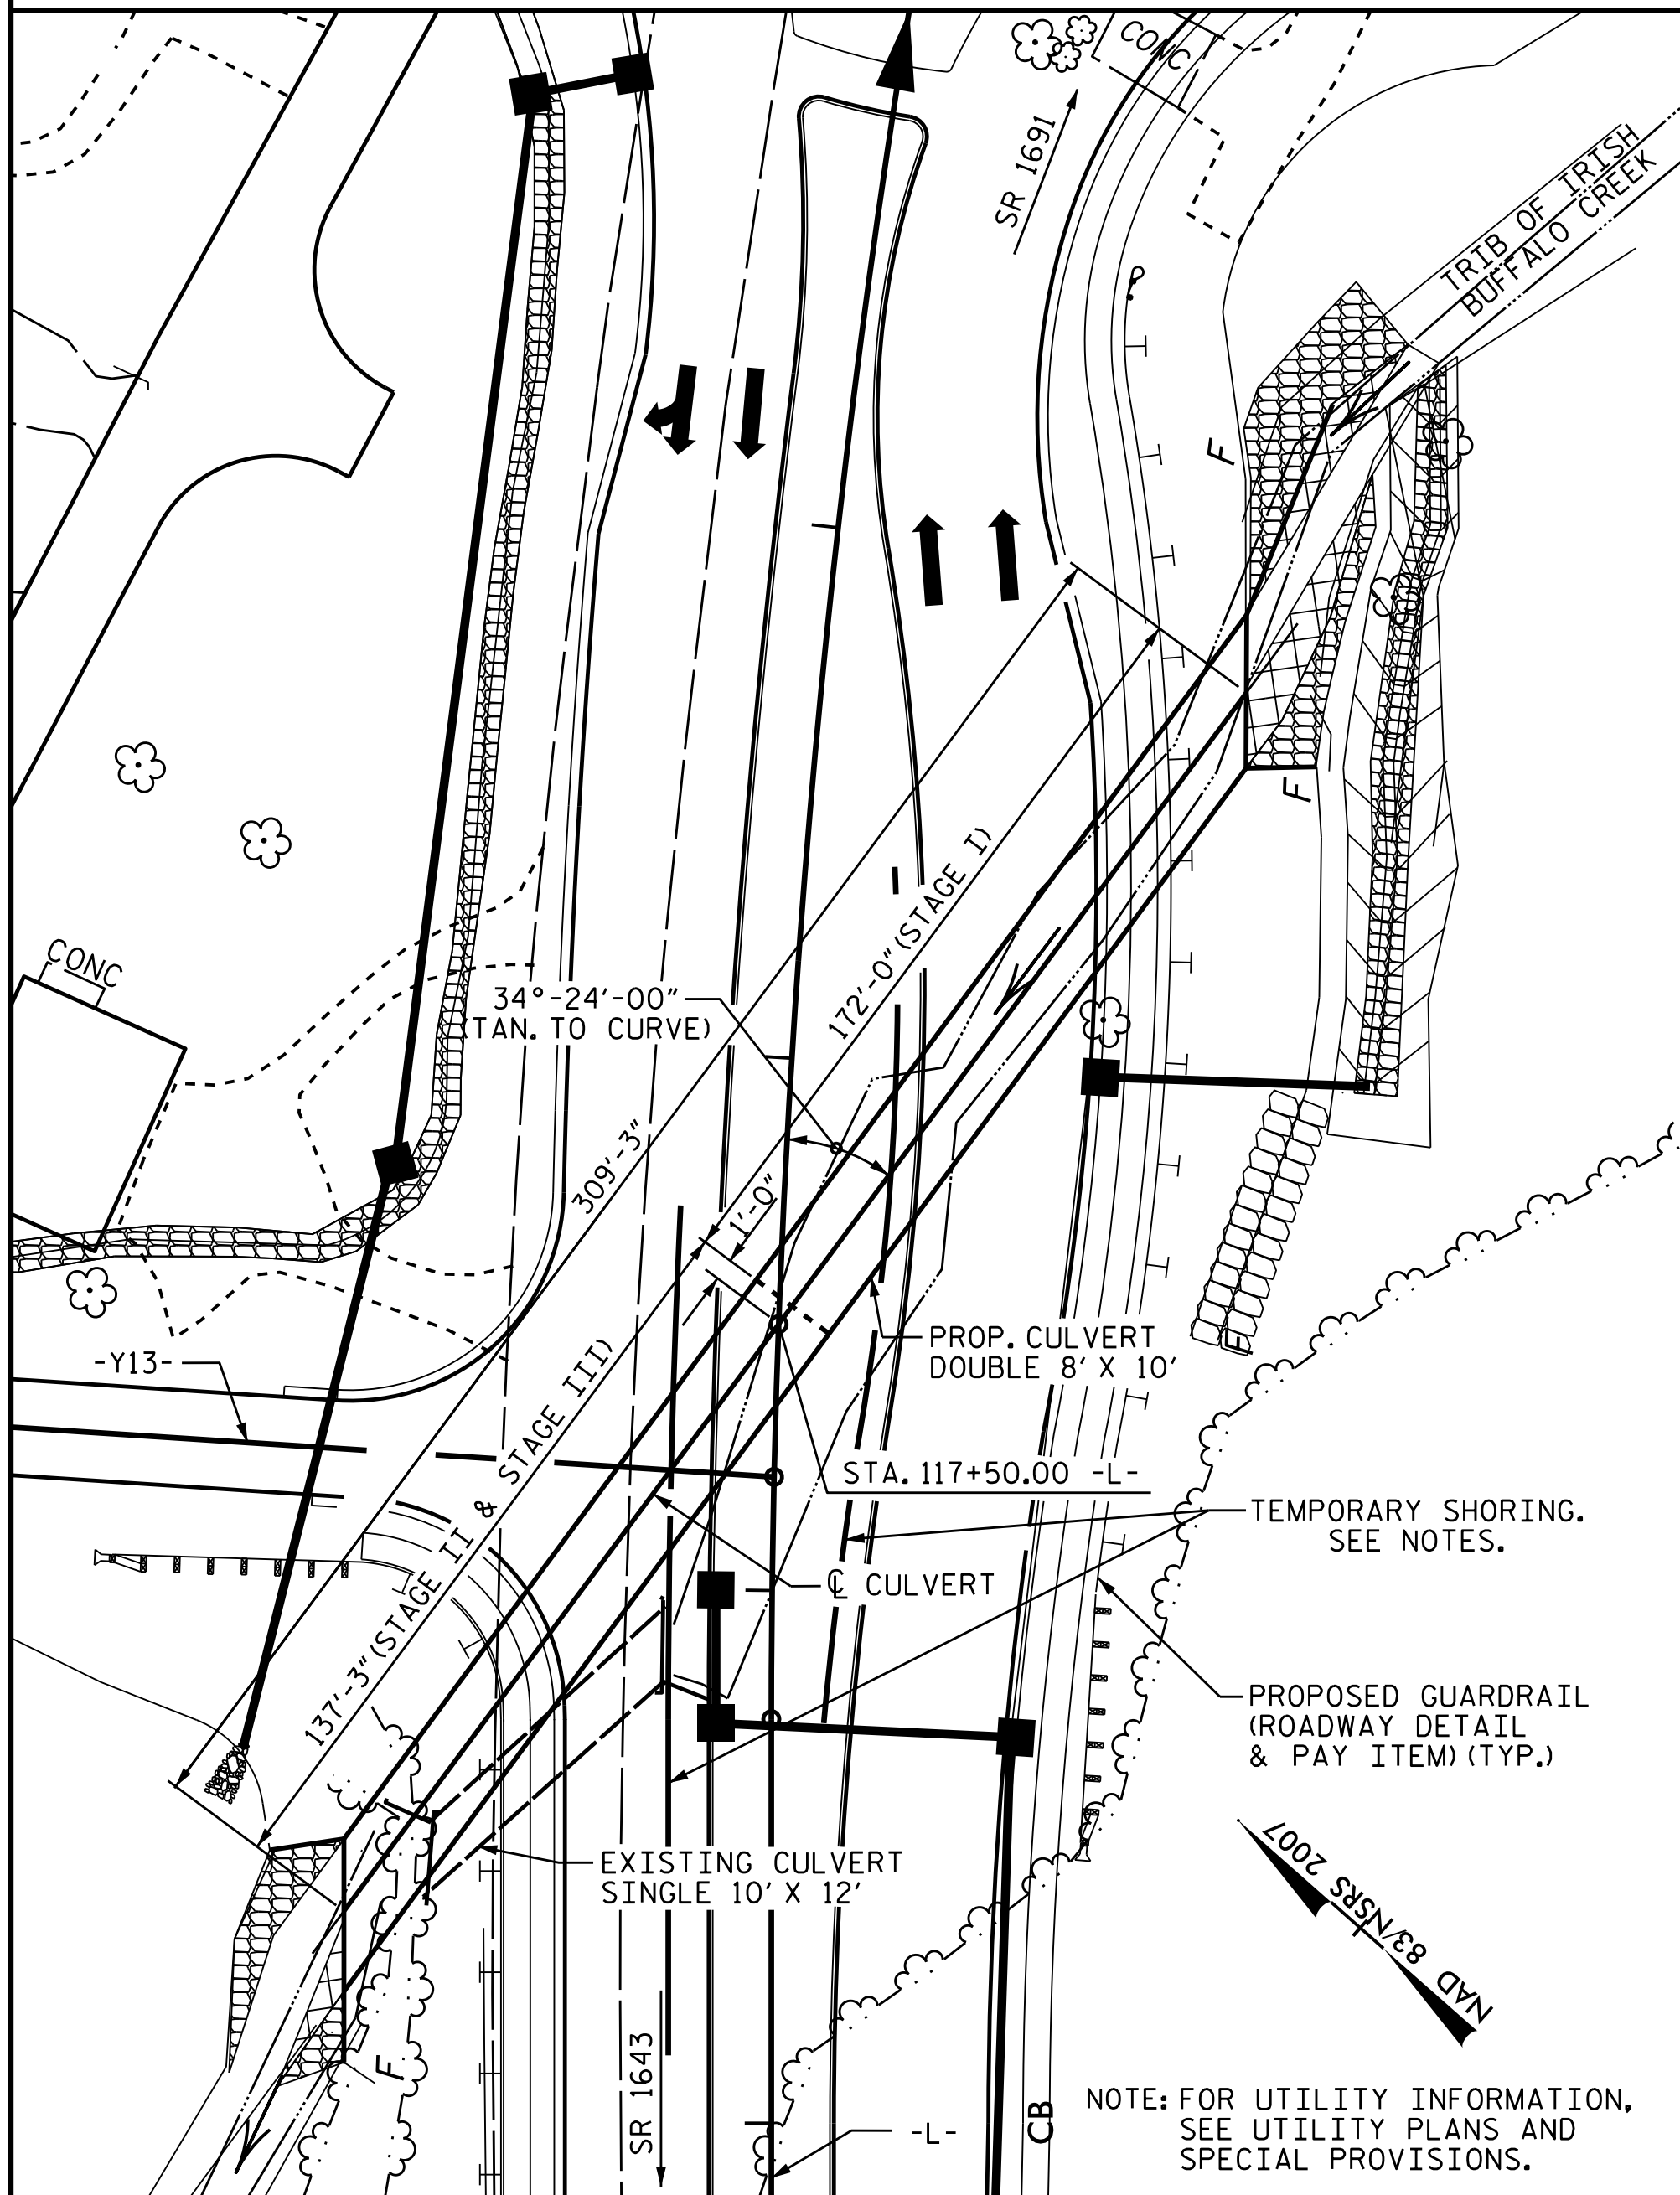 CONC
SR 1691
TRIB OF IRISH
BUFFALO CREEK
F
F
CONC
34°-24'-00"
(TAN. TO CURVE)
172'-0" (STAGE I)
309'-3"
1'-0"
-Y13-
PROP. CULVERT
DOUBLE 8' X 10'
F
137'-3" (STAGE II & STAGE III)
STA. 117+50.00 -L-
TEMPORARY SHORING.
SEE NOTES.
℄ CULVERT
PROPOSED GUARDRAIL
(ROADWAY DETAIL
& PAY ITEM) (TYP.)
EXISTING CULVERT
SINGLE 10' X 12'
NAD 83/NSRS 2007
F
SR 1643
-L-
CB
NOTE: FOR UTILITY INFORMATION,
SEE UTILITY PLANS AND
SPECIAL PROVISIONS.